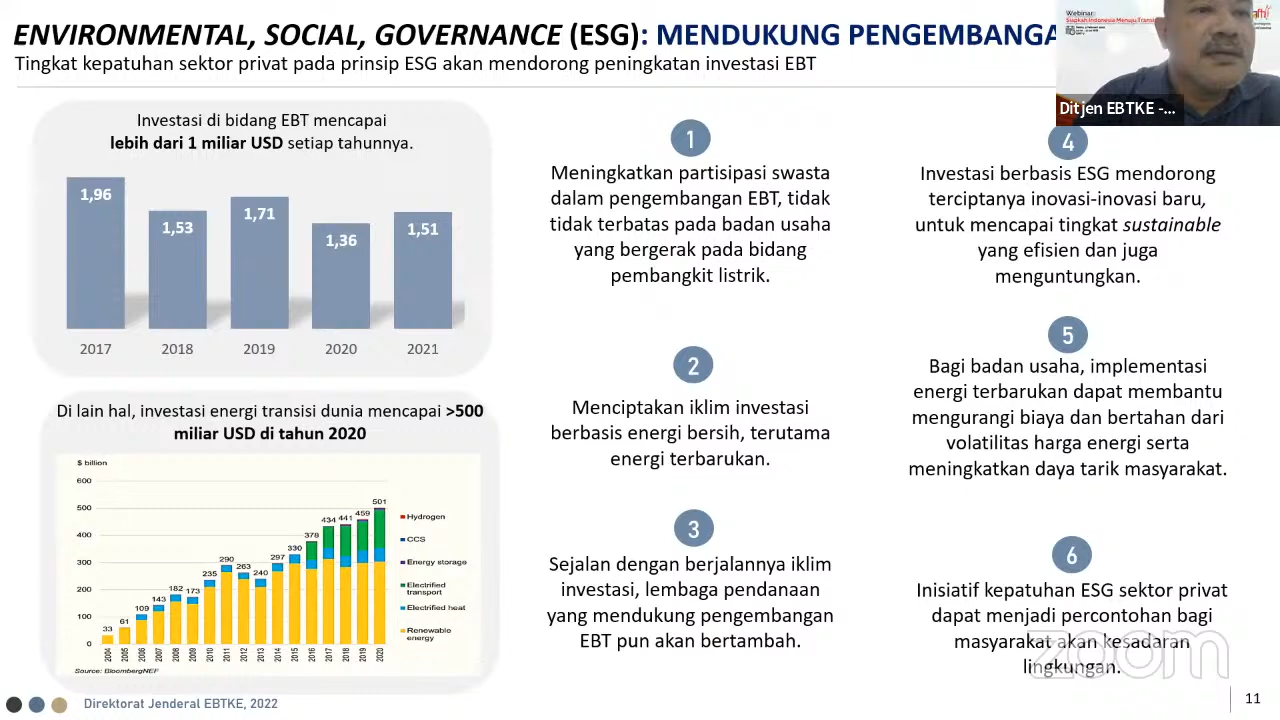 ENVIRONMENTAL, SOCIAL, GOVERNANCE (ESG): MENDUKUNG PENGEMBANGA
Tingkat kepatuhan sektor privat pada prinsip ESG akan mendorong peningkatan investasi EBT
Webinar:
Ditjen EBTKE -...
Investasi di bidang EBT mencapai
lebih dari 1 miliar USD setiap tahunnya.
1,96
1,53
1,71
1,36
1,51
2017
2018
2019
2020
2021
Di lain hal, investasi energi transisi dunia mencapai >500
miliar USD di tahun 2020
$ billion
600
500
400
300
200
100
0
33
61
109
143
182
173
235
290
263
240
297
330
378
434
441
459
501
2004
2005
2006
2007
2008
2009
2010
2011
2012
2013
2014
2015
2016
2017
2018
2019
2020
Hydrogen
CCS
Energy storage
Electrified
transport
Electrified heat
Renewable
energy
Source: BloombergNEF
1
Meningkatkan partisipasi swasta
dalam pengembangan EBT, tidak
tidak terbatas pada badan usaha
yang bergerak pada bidang
pembangkit listrik.
2
Menciptakan iklim investasi
berbasis energi bersih, terutama
energi terbarukan.
3
Sejalan dengan berjalannya iklim
investasi, lembaga pendanaan
yang mendukung pengembangan
EBT pun akan bertambah.
4
Investasi berbasis ESG mendorong
terciptanya inovasi-inovasi baru,
untuk mencapai tingkat sustainable
yang efisien dan juga
menguntungkan.
5
Bagi badan usaha, implementasi
energi terbarukan dapat membantu
mengurangi biaya dan bertahan dari
volatilitas harga energi serta
meningkatkan daya tarik masyarakat.
6
Inisiatif kepatuhan ESG sektor privat
dapat menjadi percontohan bagi
masyarakat akan kesadaran
lingkungan.
zoom
Direktorat Jenderal EBTKE, 2022
11